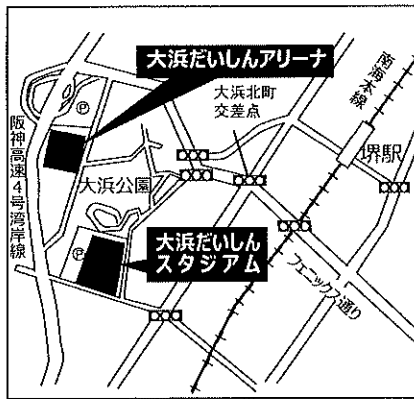 大浜だいしんアリーナ
大浜北町
交差点
南海本線
堺駅
阪神高速4号湾岸線
P
大浜公園
P
大浜だいしん
スタジアム
フェニックス通り